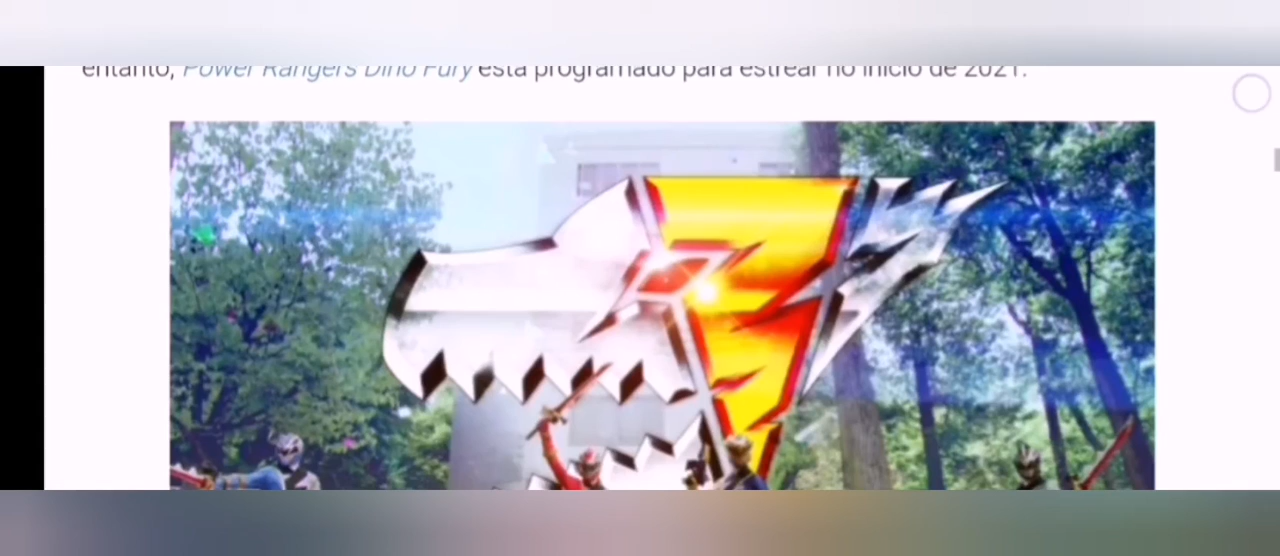 entanto, Power Rangers Dino Fury está programado para estrear no início de 2021.